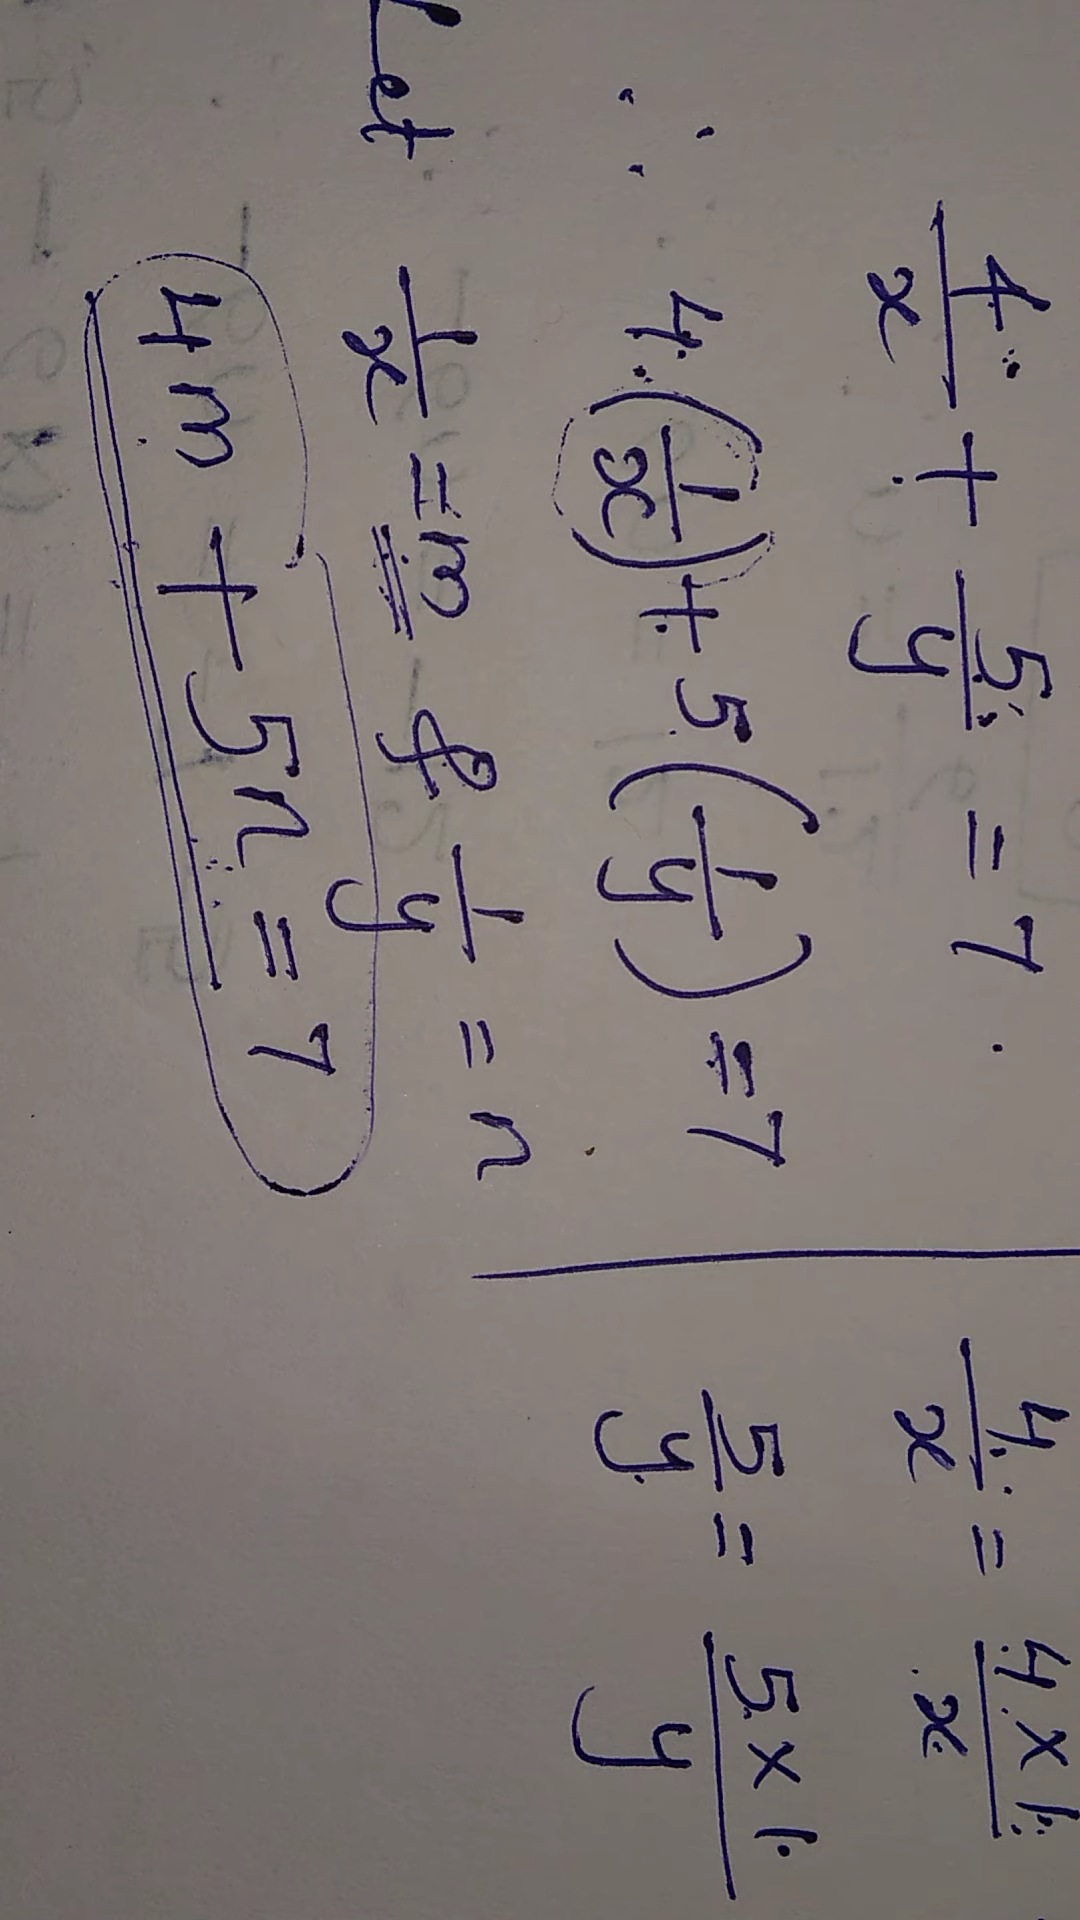 4/x + 5/y = 7
∴ 4(1/x) + 5(1/y) = 7
Let 1/x = m & 1/y = n
4m + 5n = 7
4/x = 4×1/x
5/y = 5×1/y